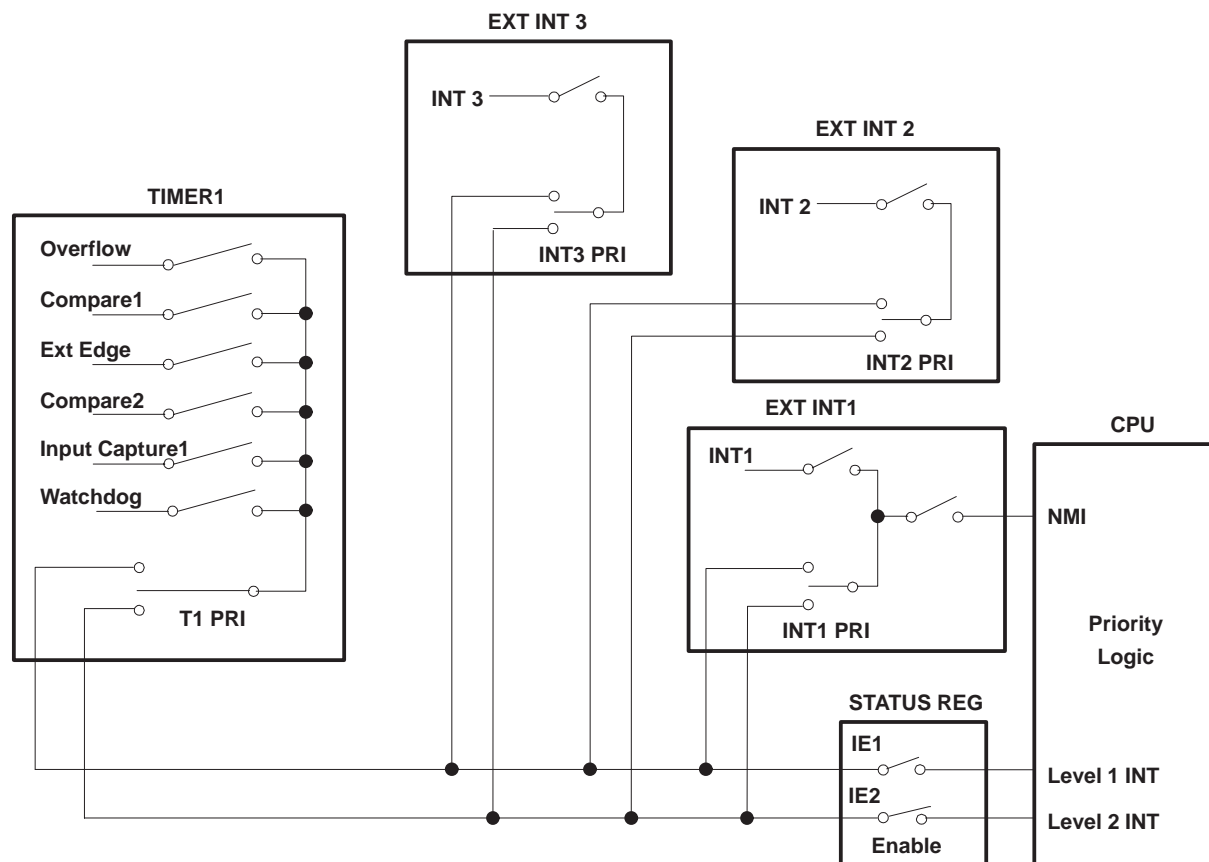 EXT INT 3
INT 3
INT3 PRI
EXT INT 2
INT 2
INT2 PRI
TIMER1
Overflow
Compare1
Ext Edge
Compare2
Input Capture1
Watchdog
T1 PRI
EXT INT1
INT1
INT1 PRI
CPU
NMI
Priority
Logic
STATUS REG
IE1
Level 1 INT
IE2
Level 2 INT
Enable